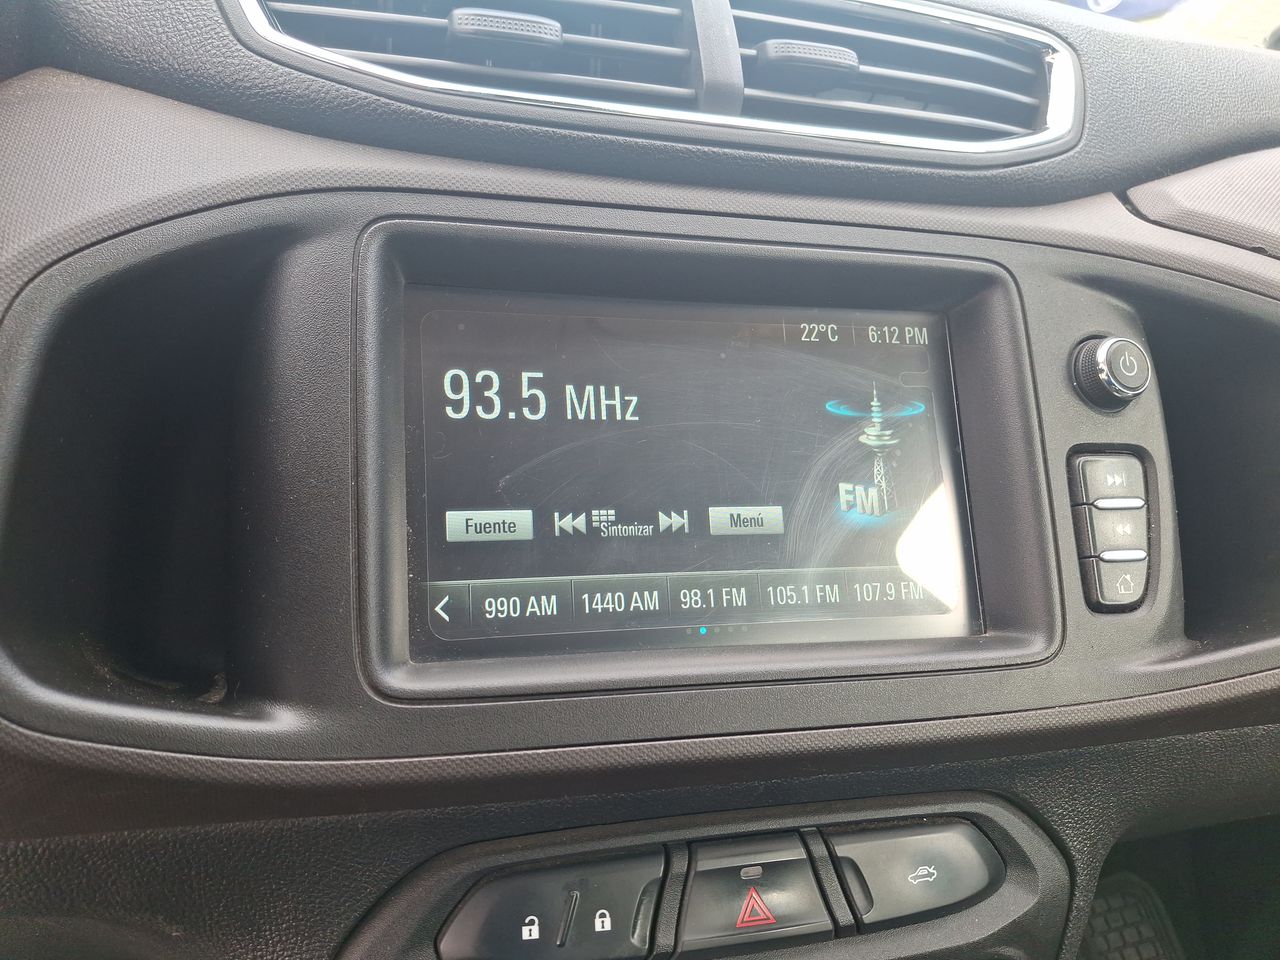 22°C 6:12 PM
93.5 MHz
FM
Fuente Sintonizar Menú
990 AM 1440 AM 98.1 FM 105.1 FM 107.9 FM